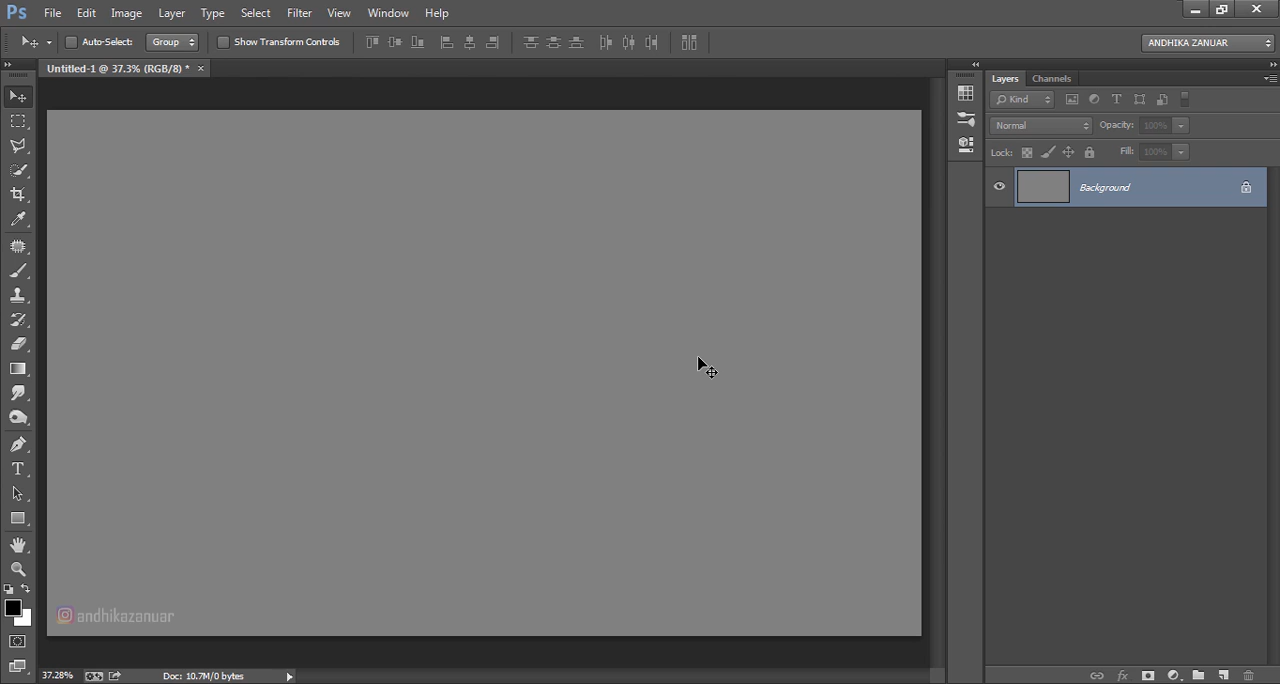 Ps File Edit Image Layer Type Select Filter View Window Help
Auto-Select: Group Show Transform Controls ANDHIKA ZANUAR
Untitled-1 @ 37.3% (RGB/8) * ×
Layers Channels
Kind
Normal Opacity: 100%
Lock: Fill: 100%
Background
andhikazanuar
37.28% Doc: 10.7M/0 bytes